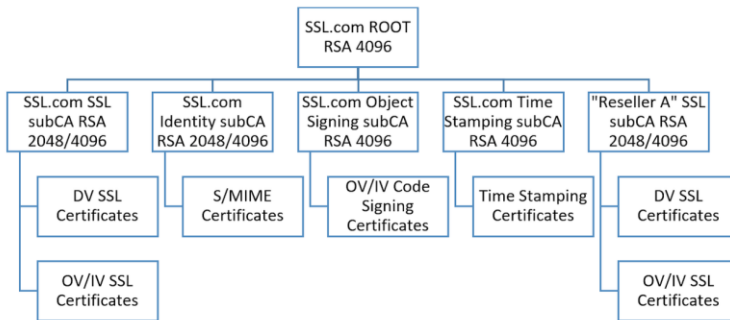 SSL.com ROOT
RSA 4096
SSL.com SSL
subCA RSA
2048/4096
SSL.com
Identity subCA
RSA 2048/4096
SSL.com Object
Signing subCA
RSA 4096
SSL.com Time
Stamping subCA
RSA 4096
"Reseller A" SSL
subCA RSA
2048/4096
DV SSL
Certificates
S/MIME
Certificates
OV/IV Code
Signing
Certificates
Time Stamping
Certificates
DV SSL
Certificates
OV/IV SSL
Certificates
OV/IV SSL
Certificates